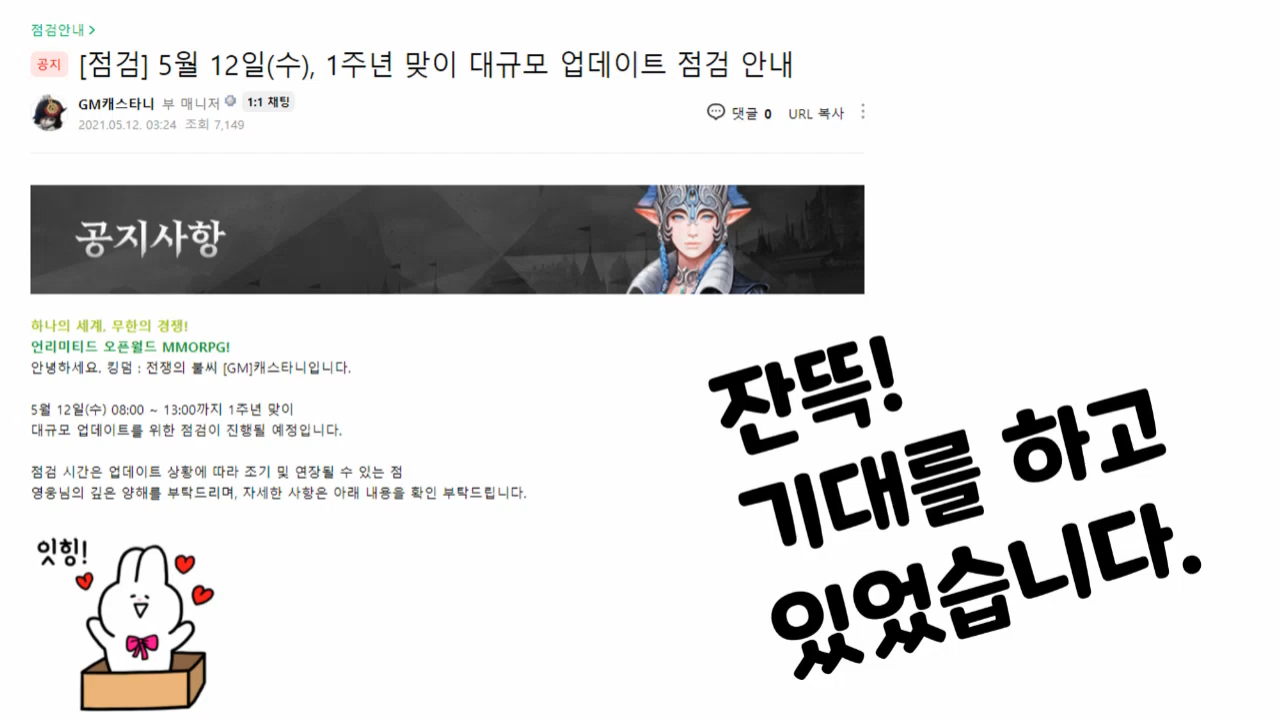 점검안내 >
공지 [점검] 5월 12일(수), 1주년 맞이 대규모 업데이트 점검 안내
GM캐스타니 부 매니저 1:1 채팅
2021.05.12. 03:24 조회 7,149
댓글 0 URL 복사
공지사항
하나의 세계, 무한의 경쟁!
언리미티드 오픈월드 MMORPG!
안녕하세요. 킹덤 : 전쟁의 불씨 [GM]캐스타니입니다.
5월 12일(수) 08:00 ~ 13:00까지 1주년 맞이
대규모 업데이트를 위한 점검이 진행될 예정입니다.
점검 시간은 업데이트 상황에 따라 조기 및 연장될 수 있는 점
영웅님의 깊은 양해를 부탁드리며, 자세한 사항은 아래 내용을 확인 부탁드립니다.
잇힝!
잔뜩!
기대를 하고
있었습니다.